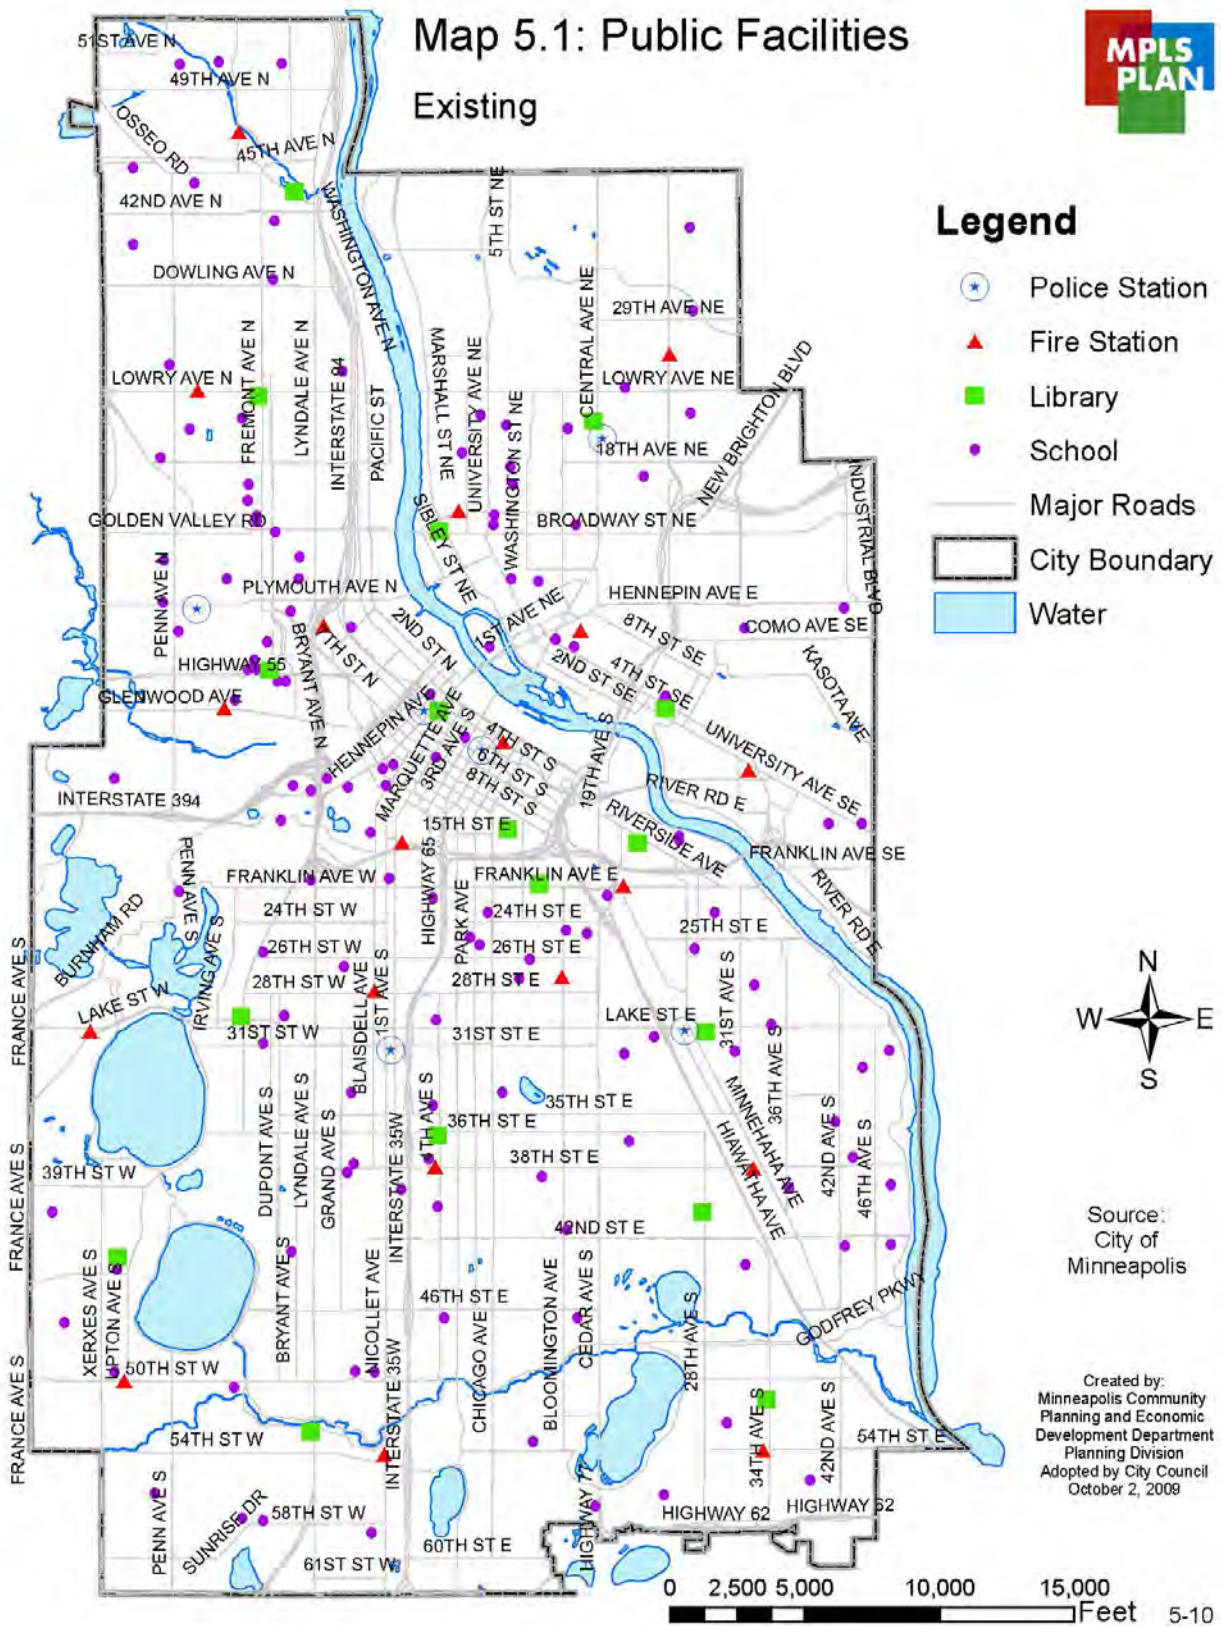 Map 5.1: Public Facilities
Existing
MPLS
PLAN
51ST AVE N
49TH AVE N
OSSEO RD
45TH AVE N
42ND AVE N
WASHINGTON AVE N
5TH ST NE
DOWLING AVE N
CENTRAL AVE NE
29TH AVE NE
Legend
Police Station
Fire Station
Library
School
Major Roads
City Boundary
Water
FREMONT AVE N
LYNDALE AVE N
INTERSTATE 94
PACIFIC ST
MARSHALL ST NE
UNIVERSITY AVE NE
WASHINGTON ST NE
LOWRY AVE N
LOWRY AVE NE
NEW BRIGHTON BLVD
18TH AVE NE
INDUSTRIAL BLVD
GOLDEN VALLEY RD
SIBLEY ST NE
BROADWAY ST NE
PENN AVE N
PLYMOUTH AVE N
HENNEPIN AVE E
1ST AVE NE
2ND ST N
8TH ST SE
COMO AVE SE
BRYANT AVE N
7TH ST N
2ND ST SE
4TH ST SE
KASOTA AVE
HIGHWAY 55
GLENWOOD AVE
HENNEPIN AVE
MARQUETTE AVE
3RD AVE S
4TH ST S
6TH ST S
8TH ST S
19TH AVE S
UNIVERSITY AVE SE
RIVER RD E
INTERSTATE 394
15TH ST E
RIVERSIDE AVE
FRANKLIN AVE SE
PENN AVE S
FRANKLIN AVE W
HIGHWAY 65
FRANKLIN AVE E
RIVER RD E
24TH ST W
PARK AVE
24TH ST E
25TH ST E
BURNHAM RD
IRVING AVE S
26TH ST W
26TH ST E
FRANCE AVE S
28TH ST W
28TH ST E
LAKE ST W
BLAISDELL AVE
1ST AVE S
31ST AVE S
LAKE ST E
31ST ST W
31ST ST E
36TH AVE S
N
W
E
S
DUPONT AVE S
LYNDALE AVE S
GRAND AVE S
4TH AVE S
35TH ST E
MINNEHAHA AVE
HIAWATHA AVE
42ND AVE S
46TH AVE S
INTERSTATE 35W
36TH ST E
38TH ST E
39TH ST W
FRANCE AVE S
42ND ST E
Source:
City of
Minneapolis
XERXES AVE S
UPTON AVE S
BRYANT AVE S
NICOLLET AVE
46TH ST E
CHICAGO AVE
BLOOMINGTON AVE
CEDAR AVE S
28TH AVE S
GODFREY PKWY
50TH ST W
INTERSTATE 35W
FRANCE AVE S
34TH AVE S
42ND AVE S
54TH ST W
54TH ST E
Created by:
Minneapolis Community
Planning and Economic
Development Department
Planning Division
Adopted by City Council
October 2, 2009
PENN AVE S
SUNRISE DR
58TH ST W
HIGHWAY 77
HIGHWAY 62
HIGHWAY 62
60TH ST E
61ST ST W
0 2,500 5,000 10,000 15,000
Feet
5-10